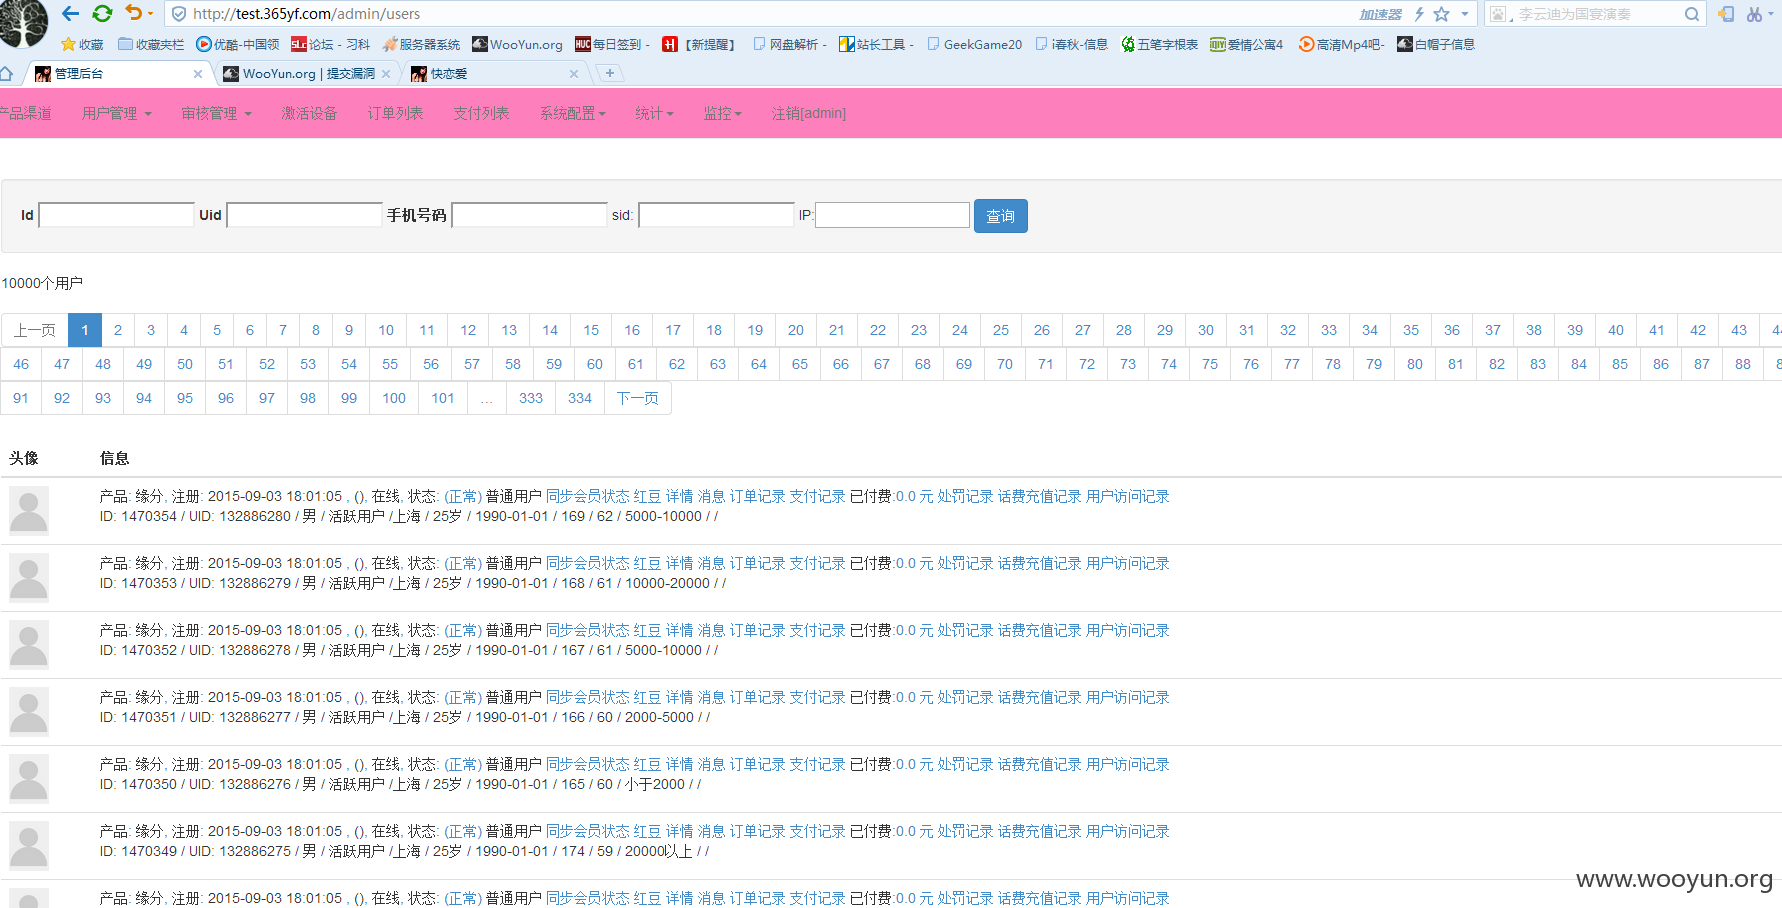 http://test.365yf.com/admin/users 加速器 李云迪为国宴演奏
收藏 收藏夹栏 优酷-中国领 论坛 - 习科 服务器系统 WooYun.org 每日签到 - 【新提醒】 网盘解析 - 站长工具 - GeekGame20 i春秋-信息 五笔字根表 爱情公寓4 高清Mp4吧- 白帽子信息
管理后台 WooYun.org | 提交漏洞 快恋爱
产品渠道 用户管理 审核管理 激活设备 订单列表 支付列表 系统配置 统计 监控 注销[admin]
Id Uid 手机号码 sid: IP: 查询
10000个用户
上一页 1 2 3 4 5 6 7 8 9 10 11 12 13 14 15 16 17 18 19 20 21 22 23 24 25 26 27 28 29 30 31 32 33 34 35 36 37 38 39 40 41 42 43
46 47 48 49 50 51 52 53 54 55 56 57 58 59 60 61 62 63 64 65 66 67 68 69 70 71 72 73 74 75 76 77 78 79 80 81 82 83 84 85 86 87 88
91 92 93 94 95 96 97 98 99 100 101 ... 333 334 下一页
头像 信息
产品: 缘分, 注册: 2015-09-03 18:01:05 , (), 在线, 状态: (正常) 普通用户 同步会员状态 红豆 详情 消息 订单记录 支付记录 已付费:0.0 元 处罚记录 话费充值记录 用户访问记录
ID: 1470354 / UID: 132886280 / 男 / 活跃用户 /上海 / 25岁 / 1990-01-01 / 169 / 62 / 5000-10000 / /
产品: 缘分, 注册: 2015-09-03 18:01:05 , (), 在线, 状态: (正常) 普通用户 同步会员状态 红豆 详情 消息 订单记录 支付记录 已付费:0.0 元 处罚记录 话费充值记录 用户访问记录
ID: 1470353 / UID: 132886279 / 男 / 活跃用户 /上海 / 25岁 / 1990-01-01 / 168 / 61 / 10000-20000 / /
产品: 缘分, 注册: 2015-09-03 18:01:05 , (), 在线, 状态: (正常) 普通用户 同步会员状态 红豆 详情 消息 订单记录 支付记录 已付费:0.0 元 处罚记录 话费充值记录 用户访问记录
ID: 1470352 / UID: 132886278 / 男 / 活跃用户 /上海 / 25岁 / 1990-01-01 / 167 / 61 / 5000-10000 / /
产品: 缘分, 注册: 2015-09-03 18:01:05 , (), 在线, 状态: (正常) 普通用户 同步会员状态 红豆 详情 消息 订单记录 支付记录 已付费:0.0 元 处罚记录 话费充值记录 用户访问记录
ID: 1470351 / UID: 132886277 / 男 / 活跃用户 /上海 / 25岁 / 1990-01-01 / 166 / 60 / 2000-5000 / /
产品: 缘分, 注册: 2015-09-03 18:01:05 , (), 在线, 状态: (正常) 普通用户 同步会员状态 红豆 详情 消息 订单记录 支付记录 已付费:0.0 元 处罚记录 话费充值记录 用户访问记录
ID: 1470350 / UID: 132886276 / 男 / 活跃用户 /上海 / 25岁 / 1990-01-01 / 165 / 60 / 小于2000 / /
产品: 缘分, 注册: 2015-09-03 18:01:05 , (), 在线, 状态: (正常) 普通用户 同步会员状态 红豆 详情 消息 订单记录 支付记录 已付费:0.0 元 处罚记录 话费充值记录 用户访问记录
ID: 1470349 / UID: 132886275 / 男 / 活跃用户 /上海 / 25岁 / 1990-01-01 / 174 / 59 / 20000以上 / /
产品: 缘分, 注册: 2015-09-03 18:01:05 , (), 在线, 状态: (正常) 普通用户 同步会员状态 红豆 详情 消息 订单记录 支付记录 已付费:0.0 元 处罚记录 话费充值记录 用户访问记录
www.wooyun.org